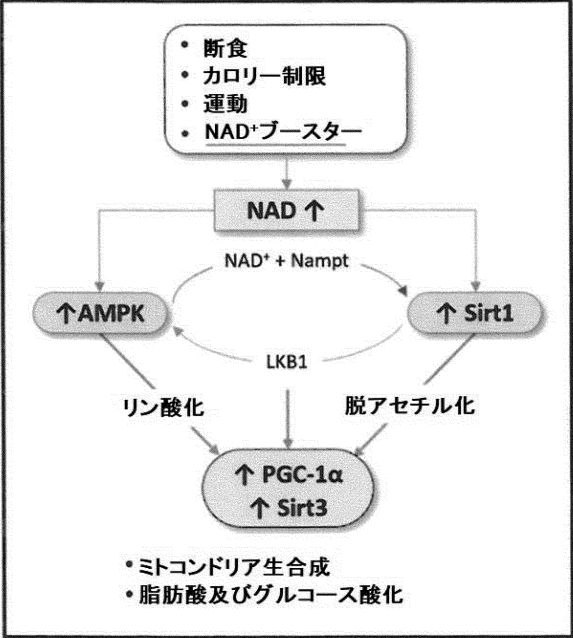 • 断食
• カロリー制限
• 運動
• NAD⁺ブースター
NAD ↑
NAD⁺ + Nampt
↑AMPK
↑ Sirt1
LKB1
リン酸化
脱アセチル化
↑ PGC-1α
↑ Sirt3
•ミトコンドリア生合成
•脂肪酸及びグルコース酸化